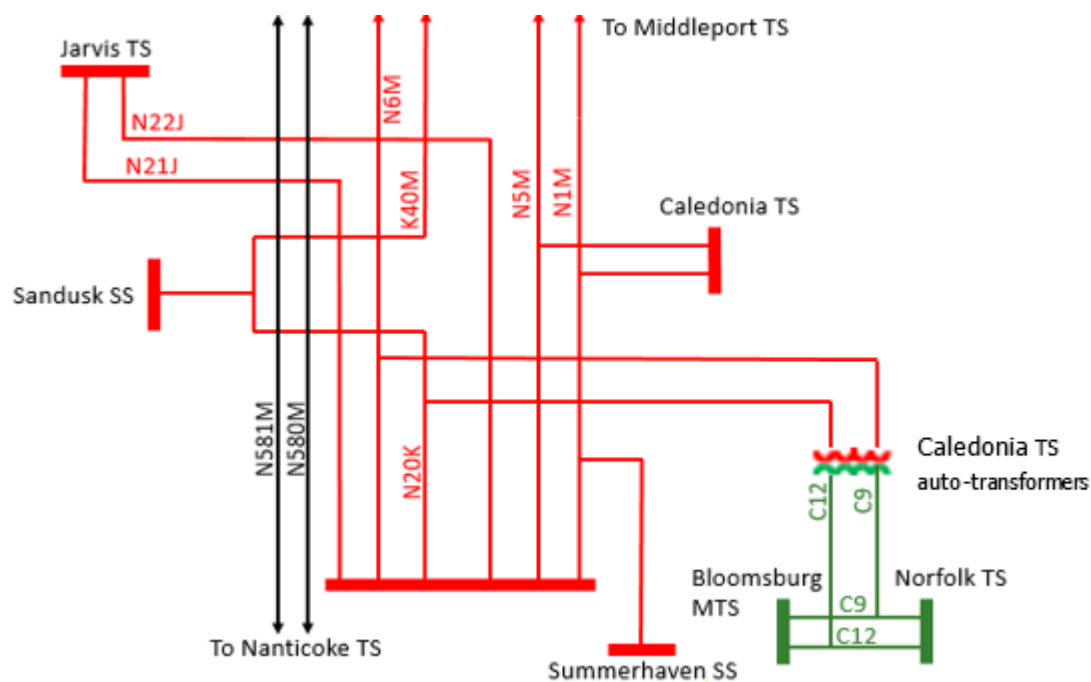 To Middleport TS
Jarvis TS
N6M
N22J
N21J
K40M
N5M
N1M
Caledonia TS
Sandusk SS
N581M
N580M
N20K
Caledonia TS
auto-transformers
C12
C9
Bloomsburg
MTS
Norfolk TS
C9
C12
To Nanticoke TS
Summerhaven SS